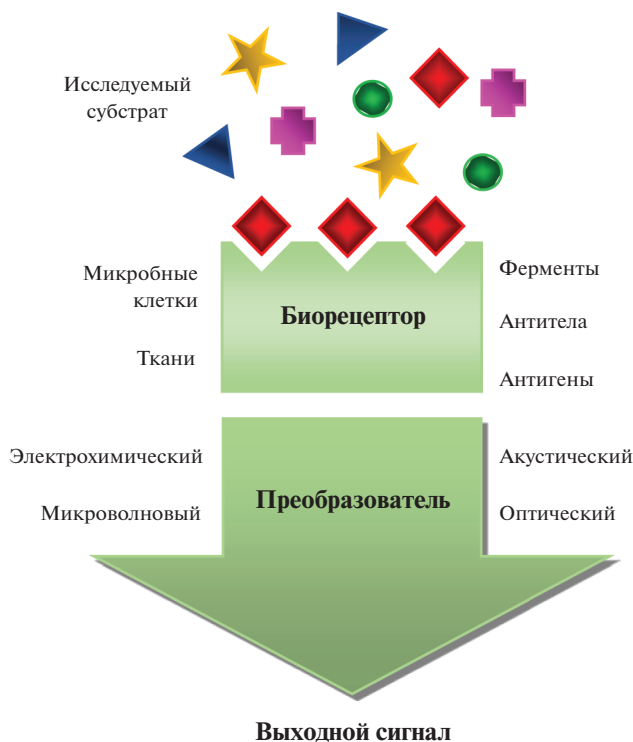 Исследуемый
субстрат
Микробные
клетки
Ткани
Биорецептор
Ферменты
Антитела
Антигены
Электрохимический
Микроволновый
Преобразователь
Акустический
Оптический
Выходной сигнал